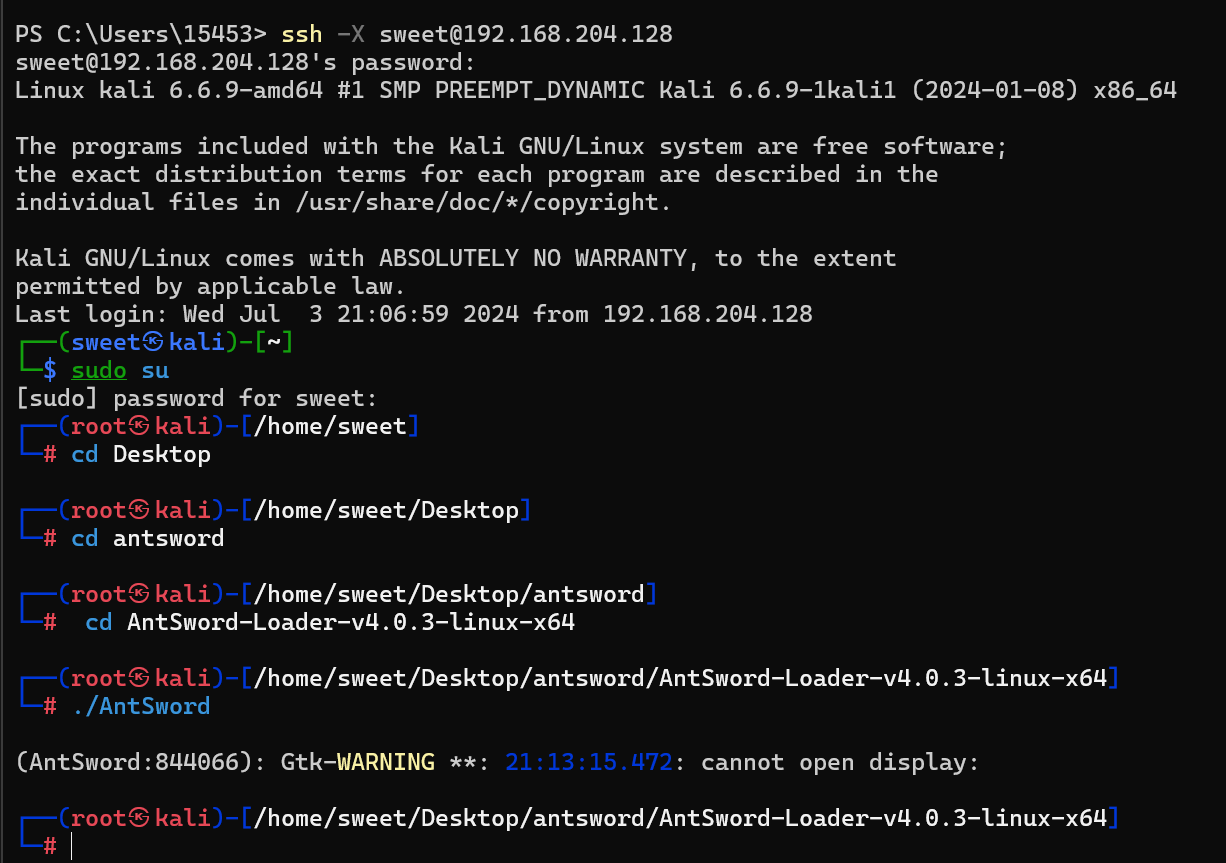 PS C:\Users\15453> ssh -X sweet@192.168.204.128
sweet@192.168.204.128's password:
Linux kali 6.6.9-amd64 #1 SMP PREEMPT_DYNAMIC Kali 6.6.9-1kali1 (2024-01-08) x86_64
The programs included with the Kali GNU/Linux system are free software;
the exact distribution terms for each program are described in the
individual files in /usr/share/doc/*/copyright.
Kali GNU/Linux comes with ABSOLUTELY NO WARRANTY, to the extent
permitted by applicable law.
Last login: Wed Jul  3 21:06:59 2024 from 192.168.204.128
┌──(sweet㉿kali)-[~]
└─$ sudo su
[sudo] password for sweet:
┌──(root㉿kali)-[/home/sweet]
└─# cd Desktop
┌──(root㉿kali)-[/home/sweet/Desktop]
└─# cd antsword
┌──(root㉿kali)-[/home/sweet/Desktop/antsword]
└─#  cd AntSword-Loader-v4.0.3-linux-x64
┌──(root㉿kali)-[/home/sweet/Desktop/antsword/AntSword-Loader-v4.0.3-linux-x64]
└─# ./AntSword
(AntSword:844066): Gtk-WARNING **: 21:13:15.472: cannot open display:
┌──(root㉿kali)-[/home/sweet/Desktop/antsword/AntSword-Loader-v4.0.3-linux-x64]
└─#